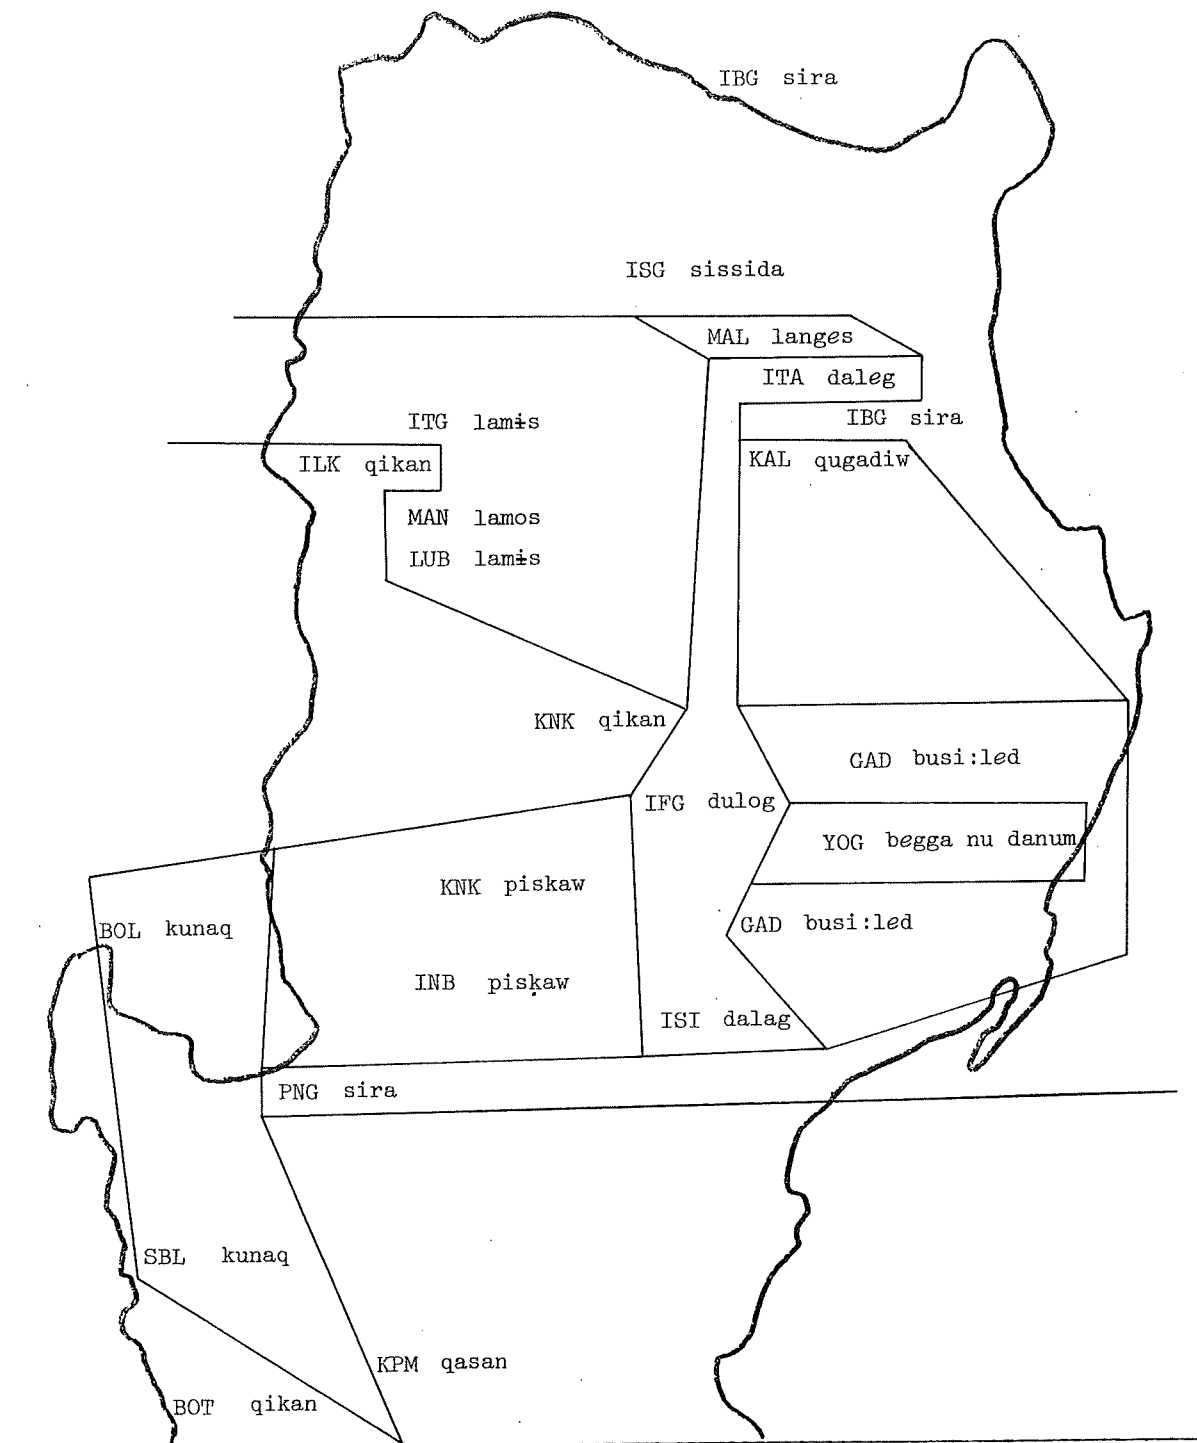 IBG sira
ISG sissida
MAL langes
ITA daleg
ITG lamɨs
IBG sira
ILK qikan
KAL qugadiw
MAN lamos
LUB lamɨs
KNK qikan
GAD busi:led
IFG dulog
YOG begga nu danum
KNK piskaw
BOL kunaq
GAD busi:led
INB piskaw
ISI dalag
PNG sira
SBL kunaq
KPM qasan
BOT qikan